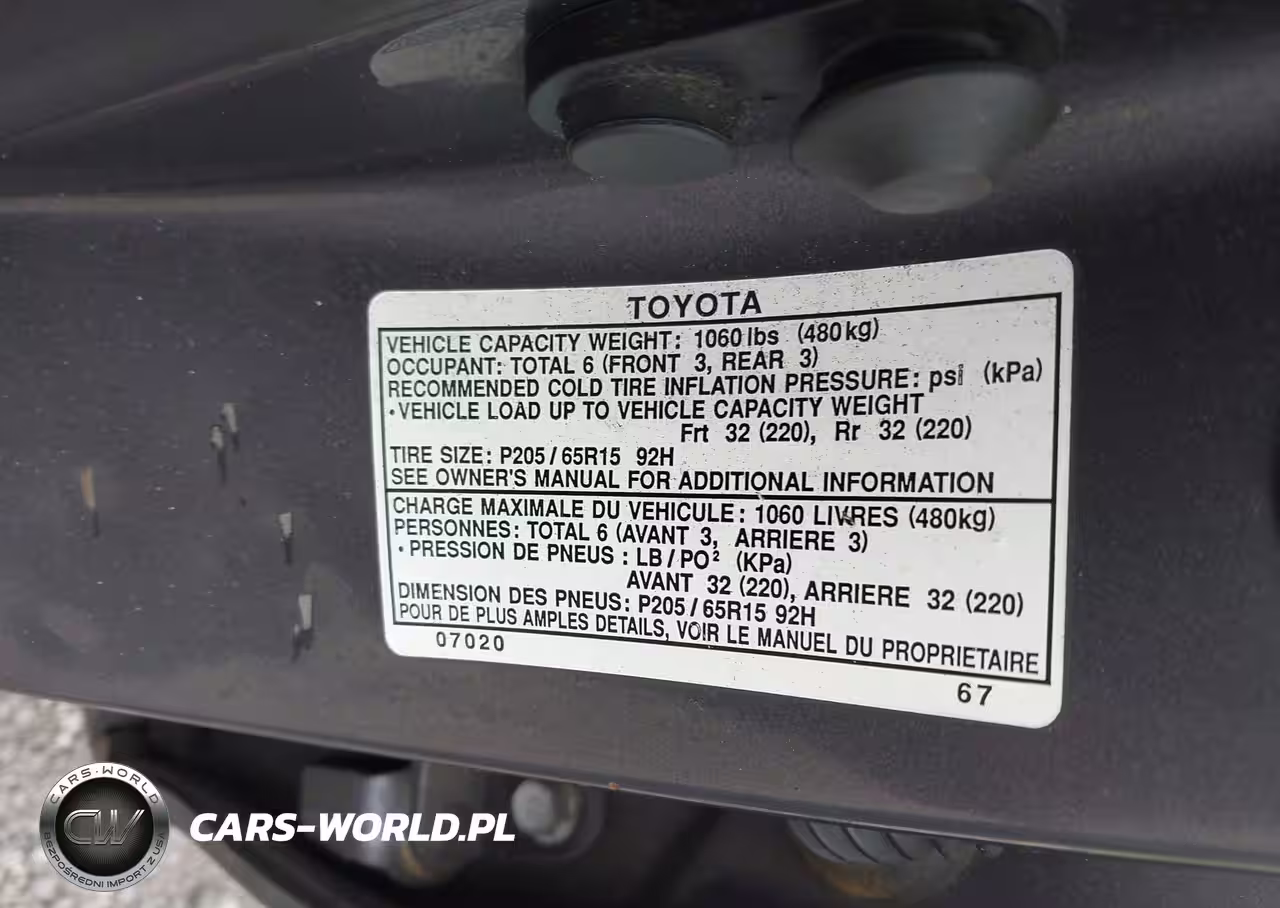 TOYOTA
VEHICLE CAPACITY WEIGHT: 1060 lbs (480kg)
OCCUPANT: TOTAL 6 (FRONT 3, REAR 3)
RECOMMENDED COLD TIRE INFLATION PRESSURE: psi (kPa)
・VEHICLE LOAD UP TO VEHICLE CAPACITY WEIGHT
Frt 32 (220), Rr 32 (220)
TIRE SIZE: P205/65R15 92H
SEE OWNER'S MANUAL FOR ADDITIONAL INFORMATION
CHARGE MAXIMALE DU VEHICULE: 1060 LIVRES (480kg)
PERSONNES: TOTAL 6 (AVANT 3, ARRIERE 3)
・PRESSION DE PNEUS: LB/PO² (KPa)
AVANT 32 (220), ARRIERE 32 (220)
DIMENSION DES PNEUS: P205/65R15 92H
POUR DE PLUS AMPLES DETAILS, VOIR LE MANUEL DU PROPRIETAIRE
07020
67
CARS·WORLD
CW
BEZPOŚREDNI IMPORT Z USA
CARS-WORLD.PL